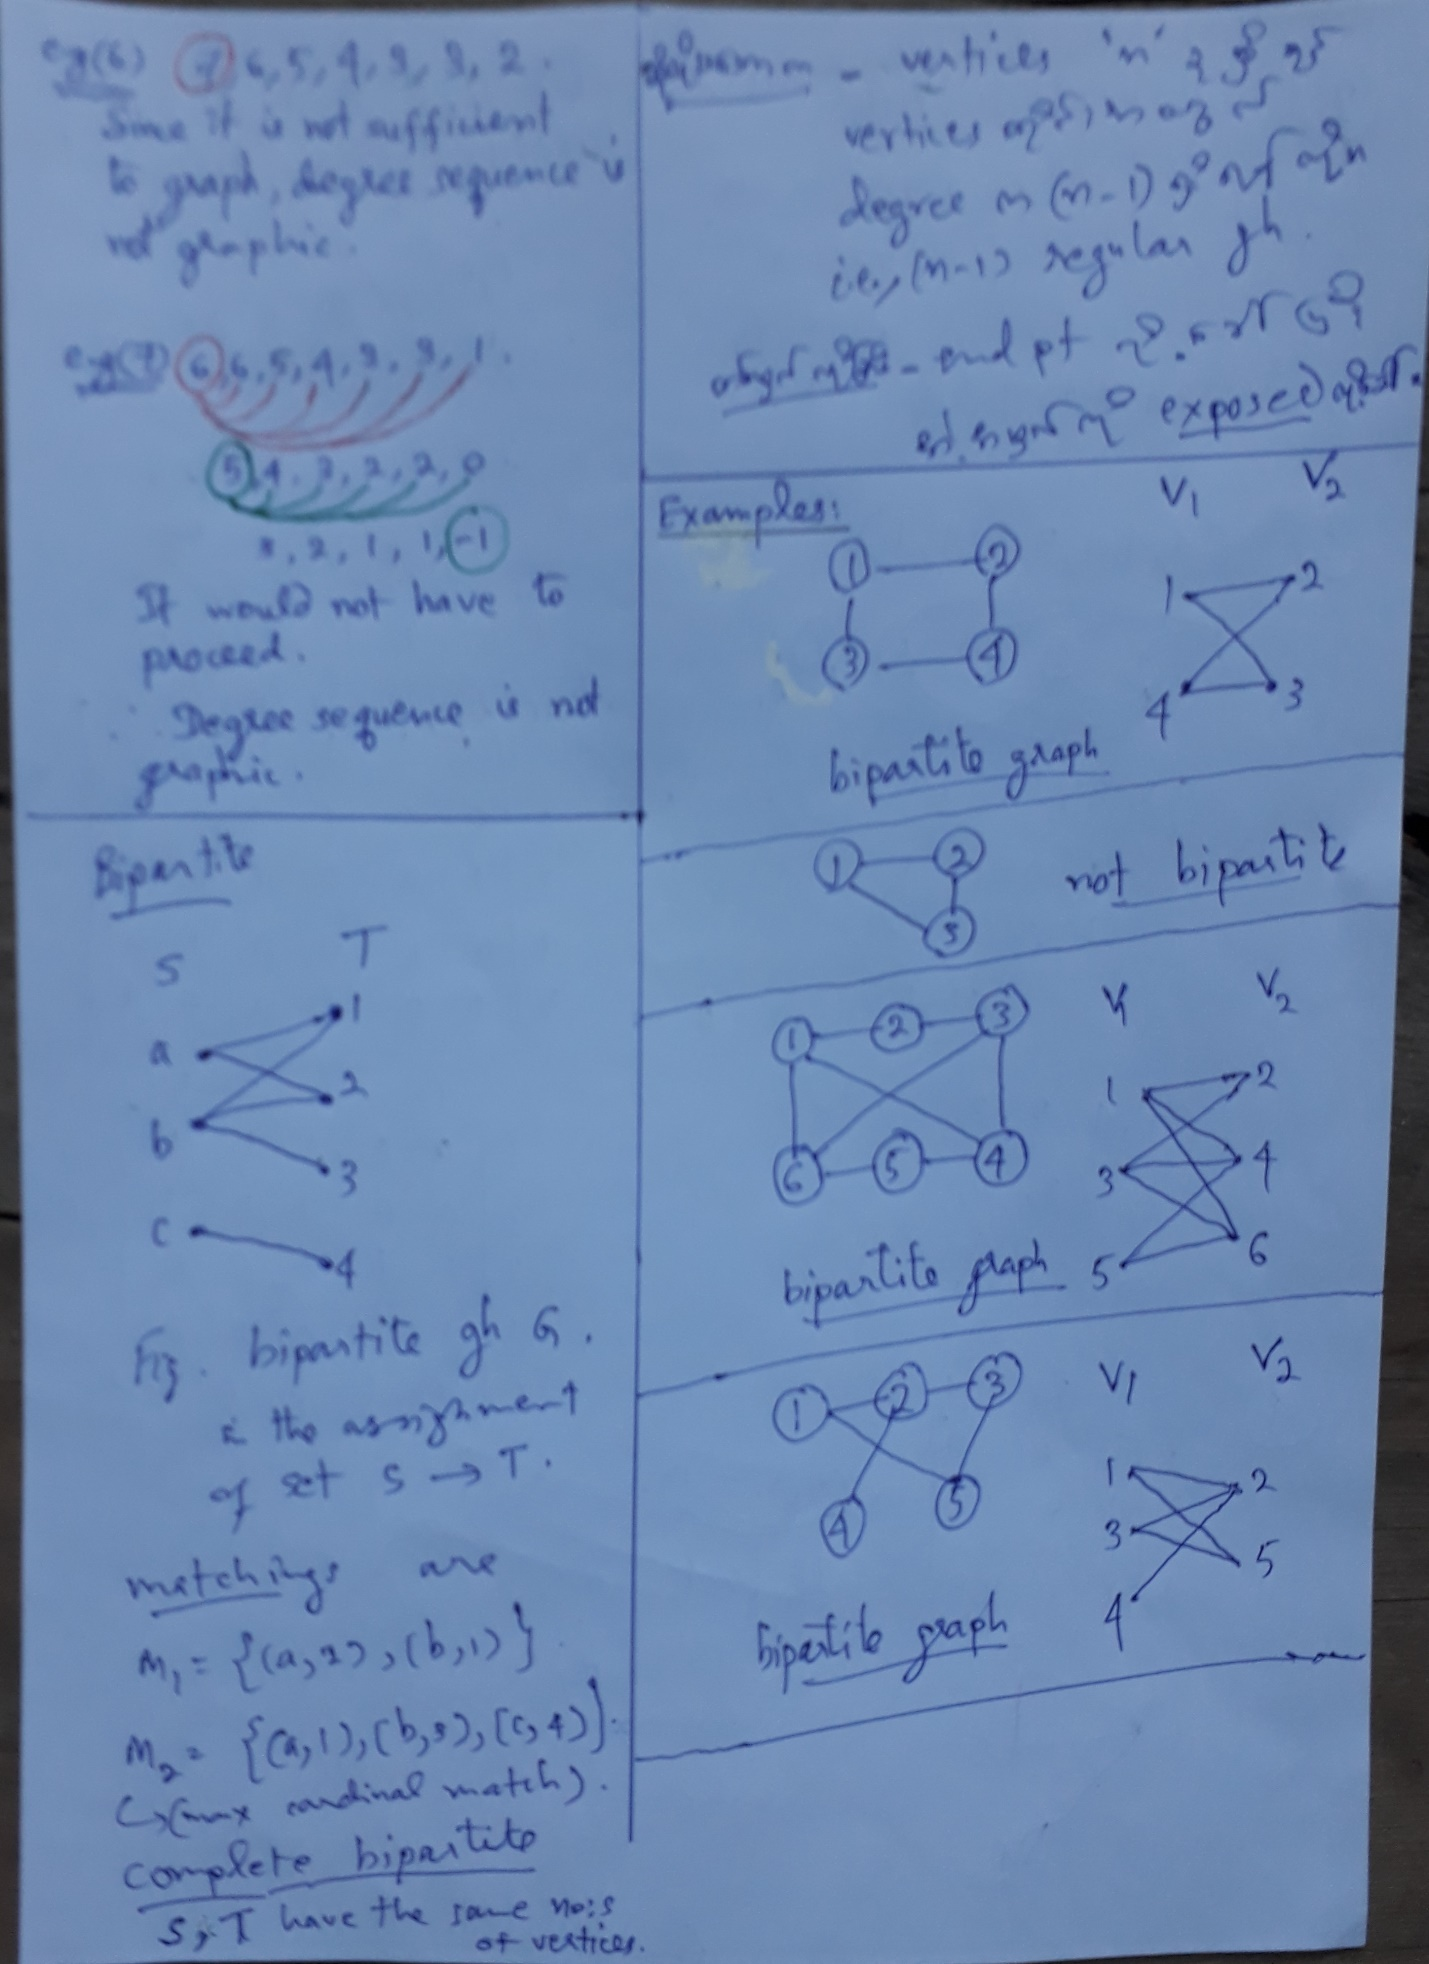 eg(6) 7 6, 5, 4, 3, 3, 2.
Since it is not sufficient
to graph, degree sequence is
not graphic.
eg(7) 6, 6, 5, 4, 3, 3, 1.
5, 4, 3, 2, 2, 0
3, 2, 1, 1, -1
It would not have to
proceed.
∴ Degree sequence is not
graphic.
Bipartite
S T
a 1
b 2
3
c 4
Fig. bipartite gh G.
is the assignment
of set S → T.
matchings are
M₁ = {(a,2), (b,1)}
M₂ = {(a,1), (b,3), (c,4)}.
↳(max cardinal match).
complete bipartite
S, T have the same no:s
of vertices.
- vertices 'n'
vertices
degree n (n-1)
i.e., (n-1) regular gh.
- end pt
exposed
Examples:
V₁ V₂
1 2
3 4
1 2
4 3
bipartite graph
1 2
3
not bipartite
V₁ V₂
1 2 3
6 5 4
1 2
3 4
5 6
bipartite graph
V₁ V₂
1 2 3
4 5
1 2
3 5
4
bipartite graph